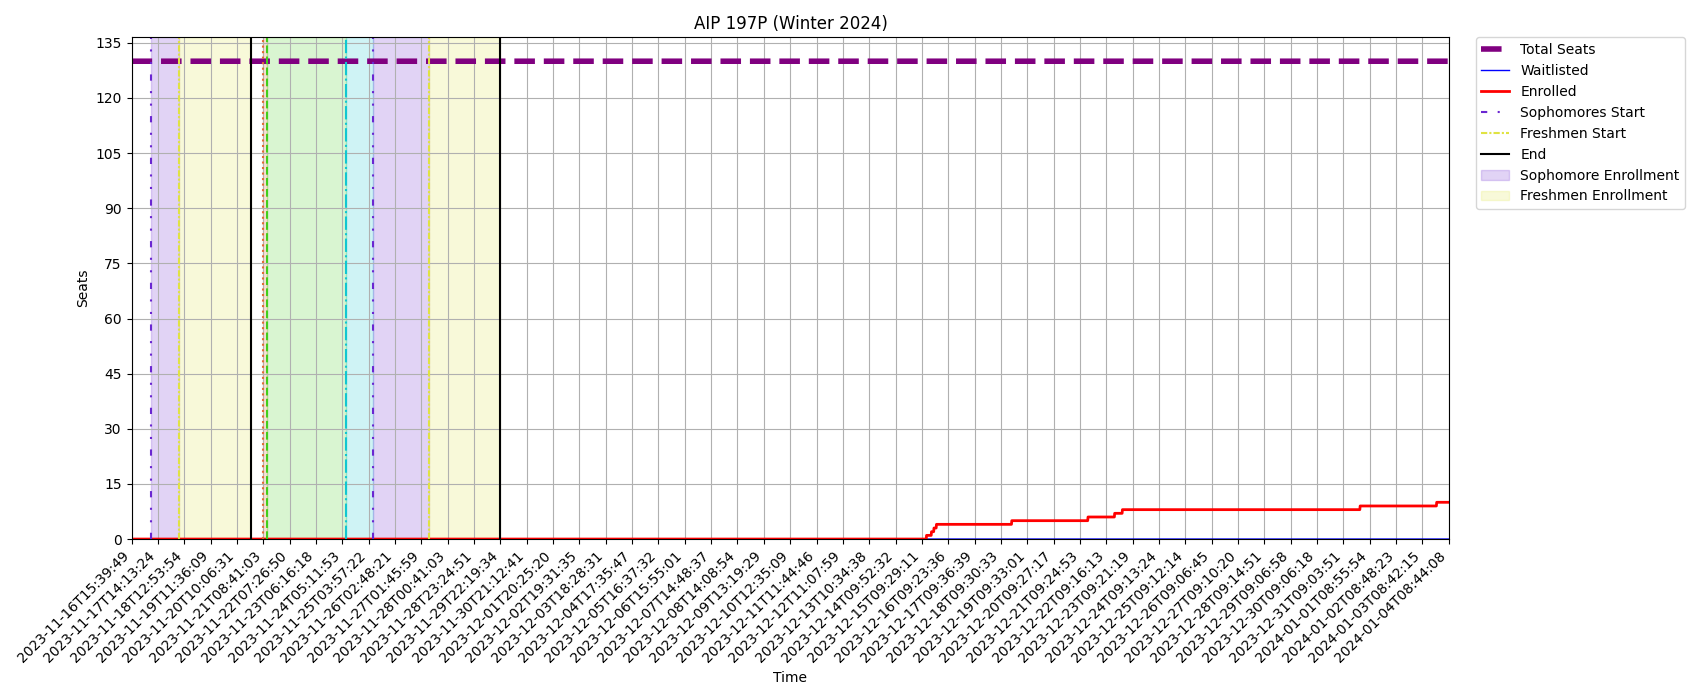 AIP 197P (Winter 2024)
135
120
105
90
75
60
45
30
15
0
Seats
2023-11-16T15:39:49
2023-11-17T14:13:24
2023-11-18T12:53:54
2023-11-19T11:36:09
2023-11-20T10:06:31
2023-11-21T08:41:03
2023-11-22T07:26:50
2023-11-23T06:16:18
2023-11-24T05:11:53
2023-11-25T03:57:22
2023-11-26T02:48:21
2023-11-27T01:45:59
2023-11-28T00:41:03
2023-11-28T23:24:51
2023-11-29T22:19:34
2023-11-30T21:12:41
2023-12-01T20:25:20
2023-12-02T19:31:35
2023-12-03T18:28:31
2023-12-04T17:35:47
2023-12-05T16:37:32
2023-12-06T15:55:01
2023-12-07T14:48:37
2023-12-08T14:08:54
2023-12-09T13:19:29
2023-12-10T12:35:09
2023-12-11T11:44:46
2023-12-12T11:07:59
2023-12-13T10:34:38
2023-12-14T09:52:32
2023-12-15T09:29:11
2023-12-16T09:23:36
2023-12-17T09:36:39
2023-12-18T09:30:33
2023-12-19T09:33:01
2023-12-20T09:27:17
2023-12-21T09:24:53
2023-12-22T09:16:13
2023-12-23T09:21:19
2023-12-24T09:13:24
2023-12-25T09:12:14
2023-12-26T09:06:45
2023-12-27T09:10:20
2023-12-28T09:14:51
2023-12-29T09:06:58
2023-12-30T09:06:18
2023-12-31T09:03:51
2024-01-01T08:55:54
2024-01-02T08:48:23
2024-01-03T08:42:15
2024-01-04T08:44:08
Time
Total Seats
Waitlisted
Enrolled
Sophomores Start
Freshmen Start
End
Sophomore Enrollment
Freshmen Enrollment